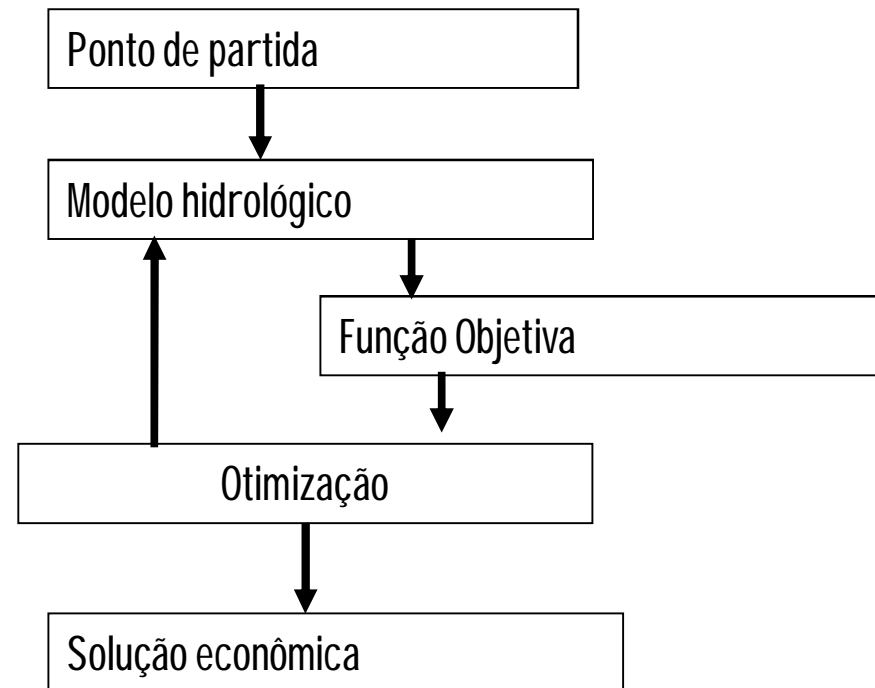 Ponto de partida
Modelo hidrológico
Função Objetiva
Otimização
Solução econômica